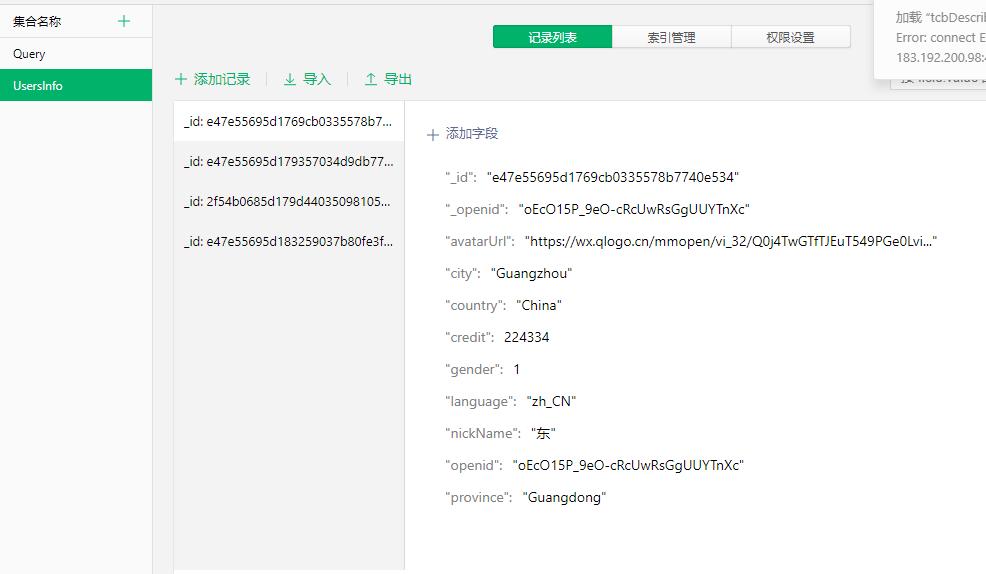 集合名称
Query
UsersInfo
记录列表 索引管理 权限设置
加载 “tcbDescrib
Error: connect E
183.192.200.98:
添加记录 导入 导出
_id: e47e55695d1769cb0335578b7...
_id: e47e55695d179357034d9db77...
_id: 2f54b0685d179d44035098105...
_id: e47e55695d183259037b80fe3f...
添加字段
"_id": "e47e55695d1769cb0335578b7740e534"
"_openid": "oEcO15P_9eO-cRcUwRsGgUUYTnXc"
"avatarUrl": "https://wx.qlogo.cn/mmopen/vi_32/Q0j4TwGTfTJEuT549PGe0Lvi..."
"city": "Guangzhou"
"country": "China"
"credit": 224334
"gender": 1
"language": "zh_CN"
"nickName": "东"
"openid": "oEcO15P_9eO-cRcUwRsGgUUYTnXc"
"province": "Guangdong"